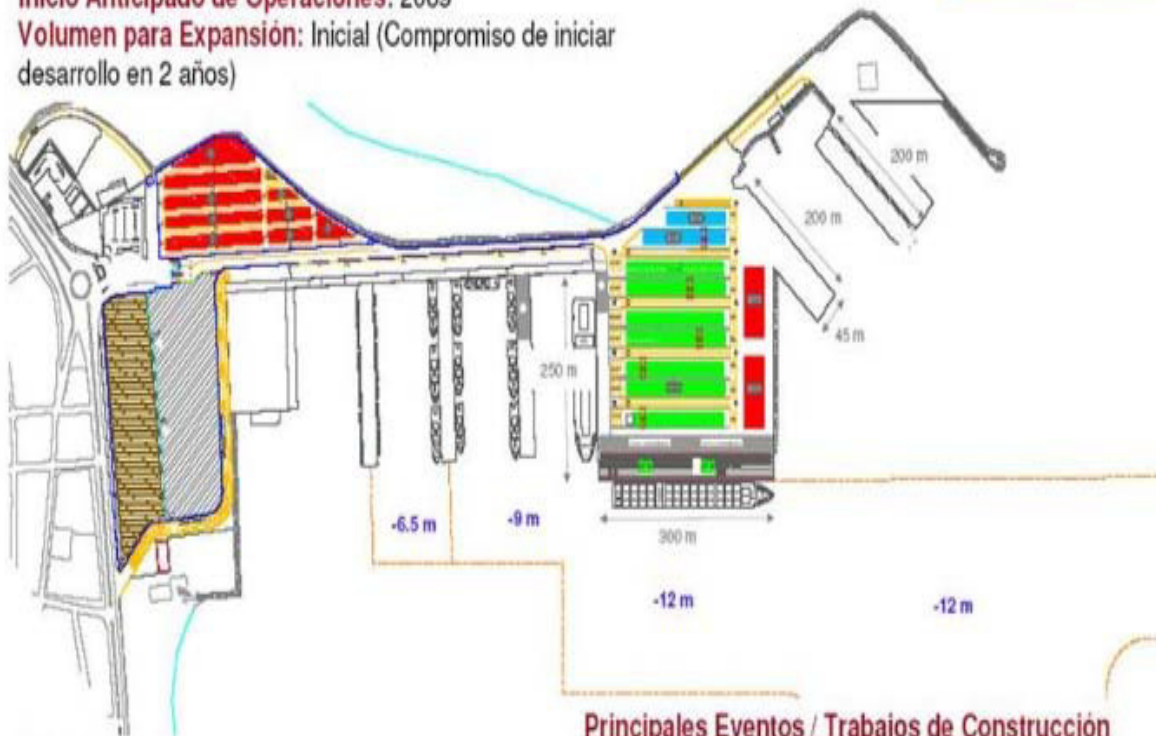 Inicio Anticipado de Operaciones: 2009
Volumen para Expansión: Inicial (Compromiso de iniciar
desarrollo en 2 años)
200 m
200 m
45 m
250 m
-6.5 m
-9 m
300 m
-12 m
-12 m
Principales Eventos / Trabajos de Construcción